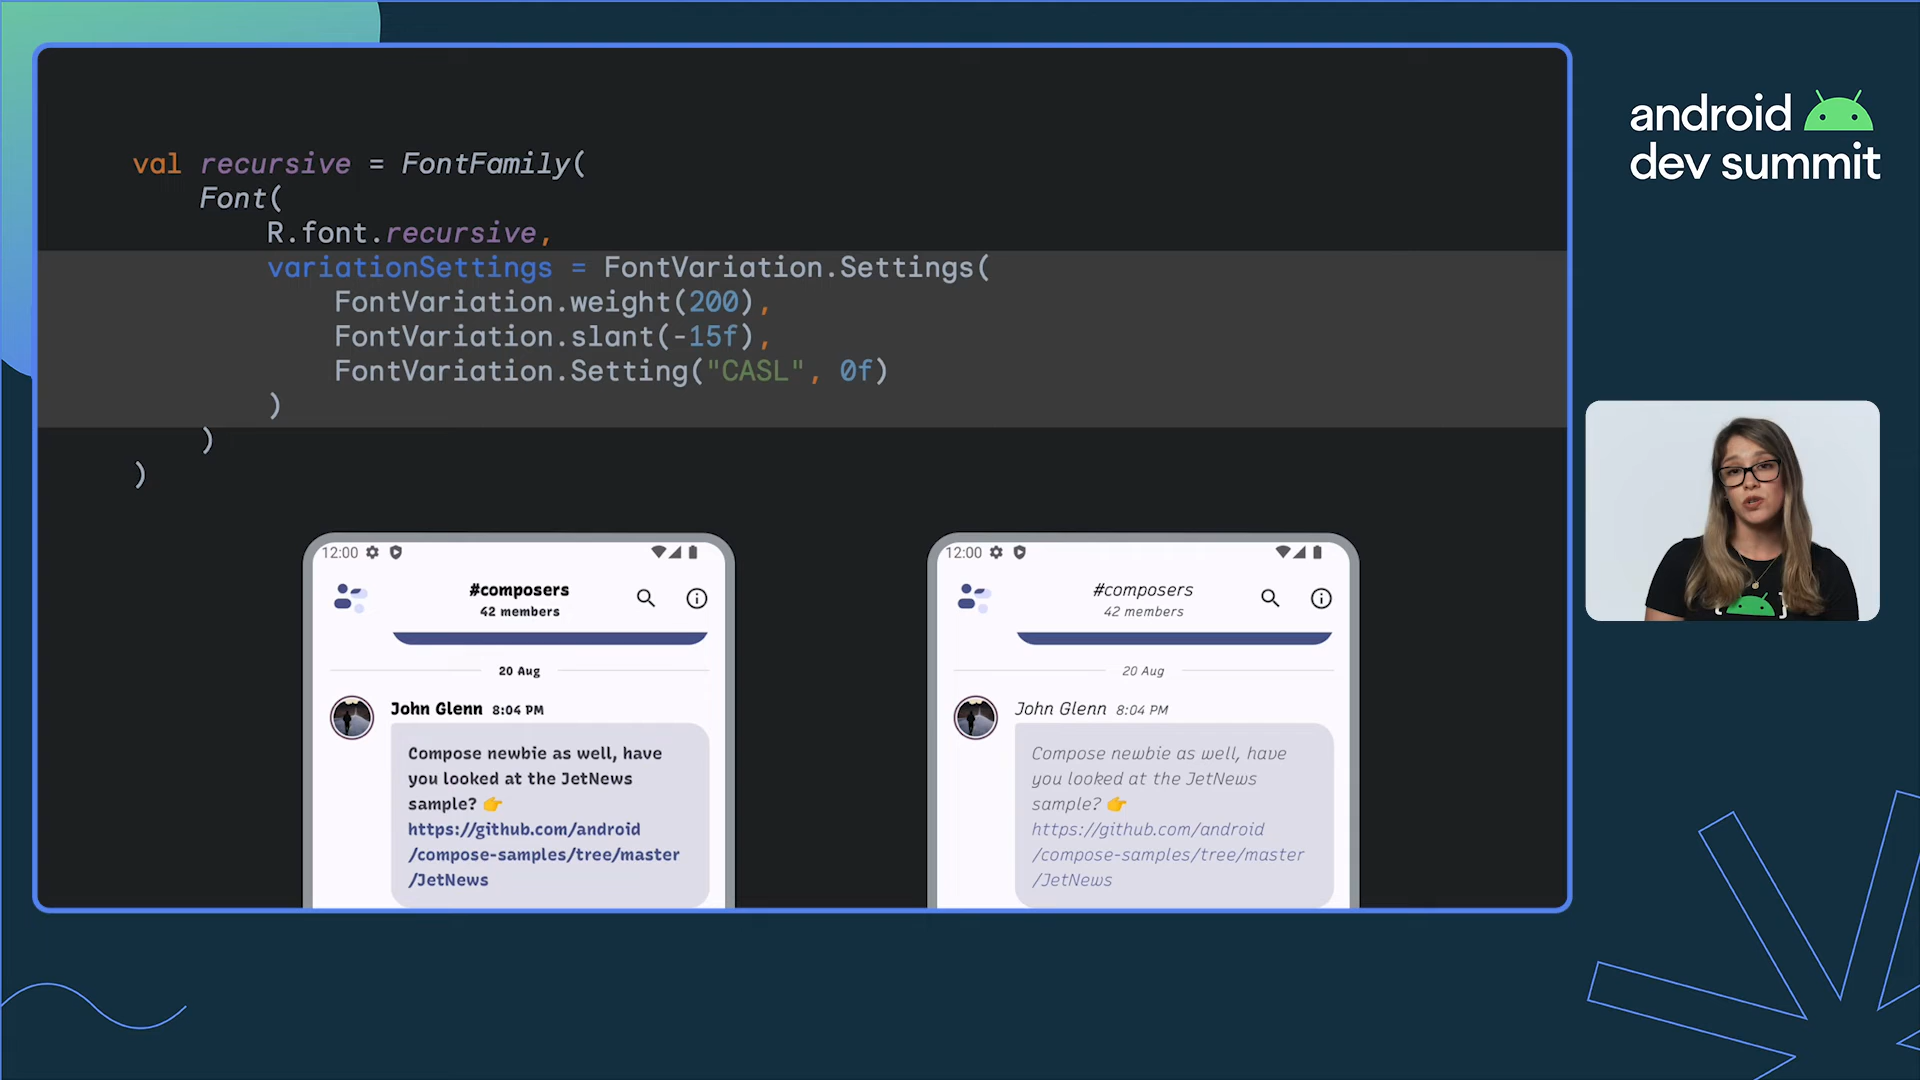 android
dev summit
val recursive = FontFamily(
Font(
R.font.recursive,
variationSettings = FontVariation.Settings(
FontVariation.weight(200),
FontVariation.slant(-15f),
FontVariation.Setting("CASL", 0f)
)
)
)
12:00
#composers
42 members
20 Aug
John Glenn 8:04 PM
Compose newbie as well, have
you looked at the JetNews
sample? 👉
https://github.com/android
/compose-samples/tree/master
/JetNews
12:00
#composers
42 members
20 Aug
John Glenn 8:04 PM
Compose newbie as well, have
you looked at the JetNews
sample? 👉
https://github.com/android
/compose-samples/tree/master
/JetNews